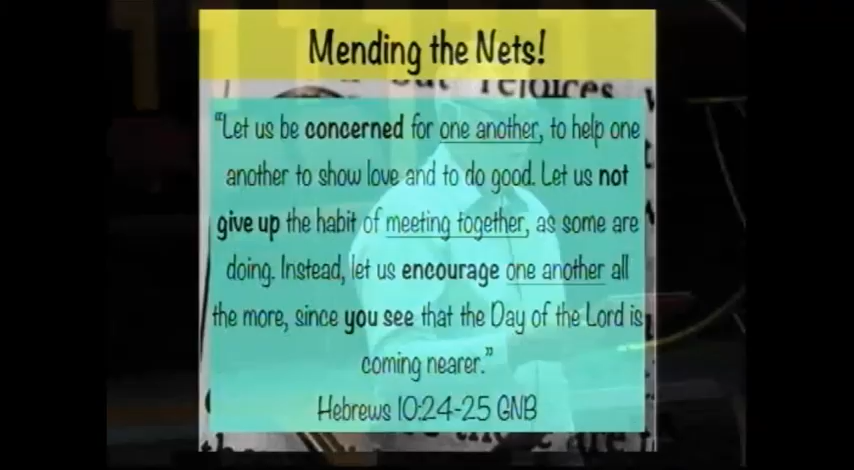 Mending the Nets!
rejoices
"Let us be concerned for one another, to help one
another to show love and to do good. Let us not
give up the habit of meeting together, as some are
doing. Instead, let us encourage one another all
the more, since you see that the Day of the Lord is
coming nearer."
Hebrews 10:24-25 GNB